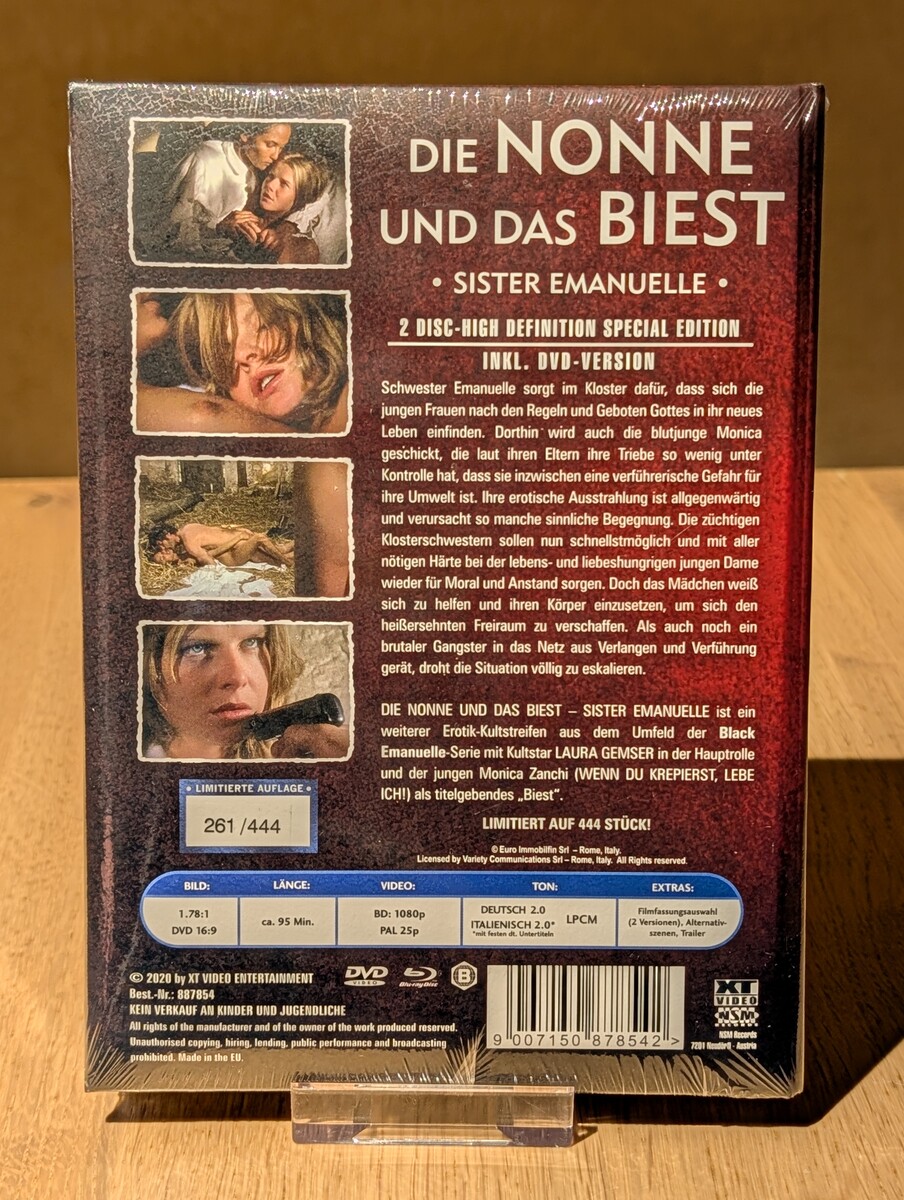 DIE NONNE
UND DAS BIEST
• SISTER EMANUELLE •
2 DISC-HIGH DEFINITION SPECIAL EDITION
INKL. DVD-VERSION
Schwester Emanuelle sorgt im Kloster dafür, dass sich die
jungen Frauen nach den Regeln und Geboten Gottes in ihr neues
Leben einfinden. Dorthin wird auch die blutjunge Monica
geschickt, die laut ihren Eltern ihre Triebe so wenig unter
Kontrolle hat, dass sie inzwischen eine verführerische Gefahr für
ihre Umwelt ist. Ihre erotische Ausstrahlung ist allgegenwärtig
und verursacht so manche sinnliche Begegnung. Die züchtigen
Klosterschwestern sollen nun schnellstmöglich und mit aller
nötigen Härte bei der lebens- und liebeshungrigen jungen Dame
wieder für Moral und Anstand sorgen. Doch das Mädchen weiß
sich zu helfen und ihren Körper einzusetzen, um sich den
heißersehnten Freiraum zu verschaffen. Als auch noch ein
brutaler Gangster in das Netz aus Verlangen und Verführung
gerät, droht die Situation völlig zu eskalieren.
DIE NONNE UND DAS BIEST – SISTER EMANUELLE ist ein
weiterer Erotik-Kultstreifen aus dem Umfeld der Black
Emanuelle-Serie mit Kultstar LAURA GEMSER in der Hauptrolle
und der jungen Monica Zanchi (WENN DU KREPIERST, LEBE
ICH!) als titelgebendes „Biest“.
LIMITIERT AUF 444 STÜCK!
• LIMITIERTE AUFLAGE •
261 /444
© Euro Immobilfin Srl – Rome, Italy.
Licensed by Variety Communications Srl – Rome, Italy. All Rights reserved.
BILD: LÄNGE: VIDEO: TON: EXTRAS:
1.78:1
DVD 16:9
ca. 95 Min.
BD: 1080p
PAL 25p
DEUTSCH 2.0
ITALIENISCH 2.0*
*mit festen dt. Untertiteln
LPCM
Filmfassungsauswahl
(2 Versionen), Alternativ-
szenen, Trailer
© 2020 by XT VIDEO ENTERTAINMENT
Best.-Nr.: 887854
KEIN VERKAUF AN KINDER UND JUGENDLICHE
All rights of the manufacturer and of the owner of the work produced reserved.
Unauthorised copying, hiring, lending, public performance and broadcasting
prohibited. Made in the EU.
DVD
VIDEO
Blu-ray Disc
B
9 007150 878542 >
XT
VIDEO
NSM
RECORDS
NSM Records
7201 Neudörfl - Austria